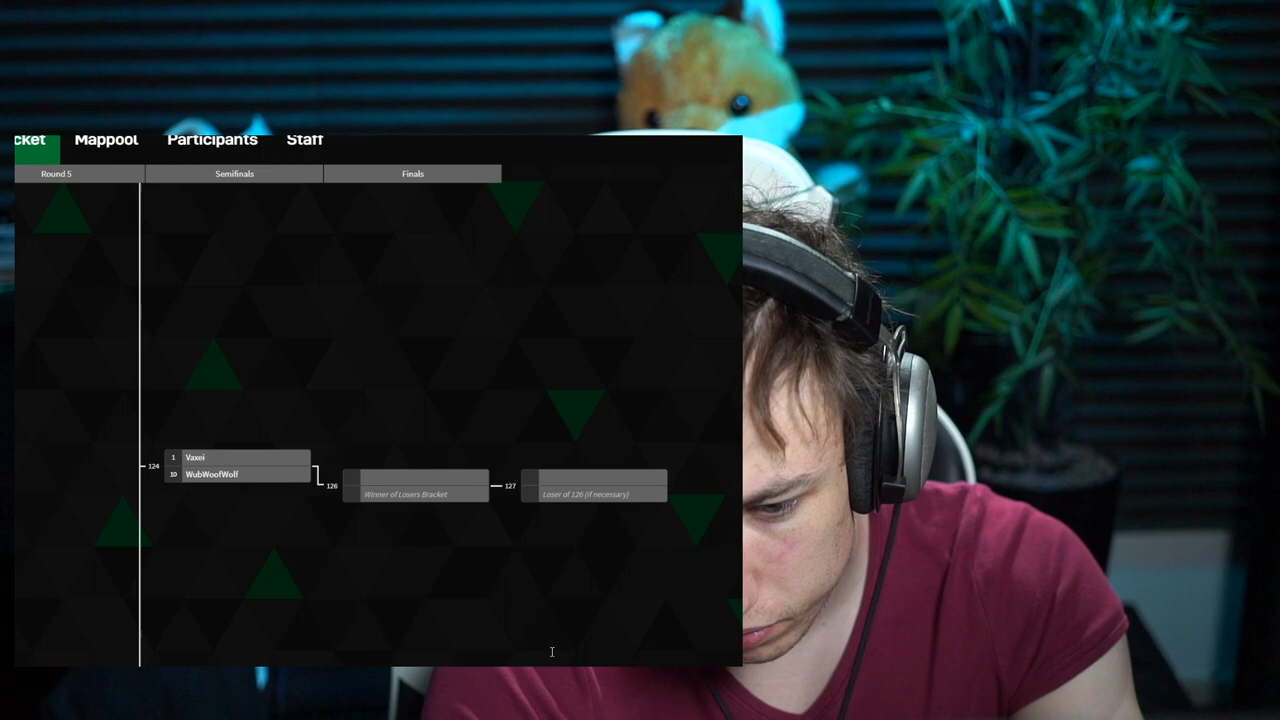 cket Mappool Participants Staff
Round 5 Semifinals Finals
124
1 Vaxei
10 WubWoofWolf
126
Winner of Losers Bracket
127
Loser of 126 (if necessary)